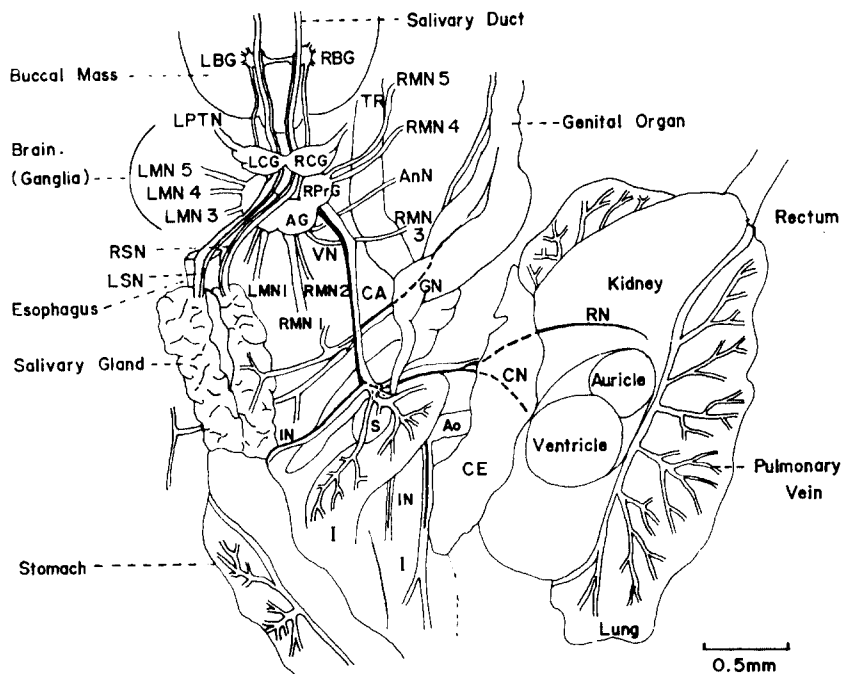 Salivary Duct
LBG RBG
Buccal Mass
RMN 5
TR
LPTN
RMN 4
Genital Organ
Brain.
(Ganglia)
LCG RCG
LMN 5
AnN
LMN 4
RPrG
LMN 3
AG
RMN
3
Rectum
RSN
VN
LSN
Kidney
LMN1 RMN2
CA
GN
Esophagus
RMN 1
RN
Salivary Gland
CN
Auricle
IN
S
Ao
Ventricle
CE
Pulmonary
Vein
IN
I
I
Stomach
Lung
0.5mm